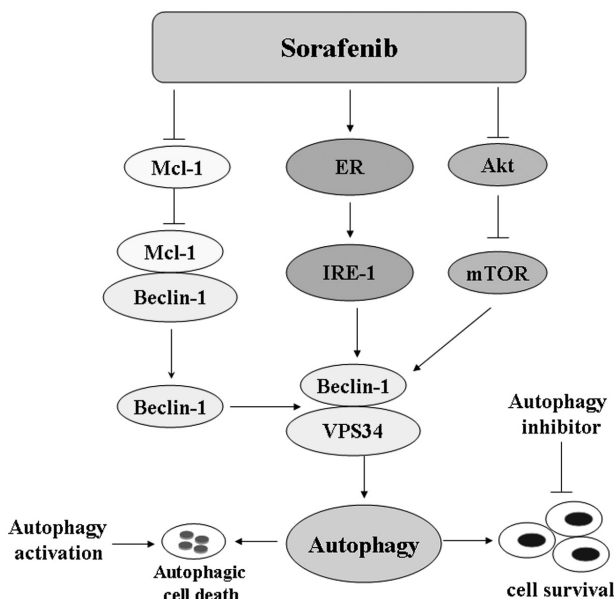 Sorafenib
Mcl-1
ER
Akt
Mcl-1
Beclin-1
IRE-1
mTOR
Beclin-1
Beclin-1
VPS34
Autophagy
inhibitor
Autophagy
activation
Autophagic
cell death
Autophagy
cell survival